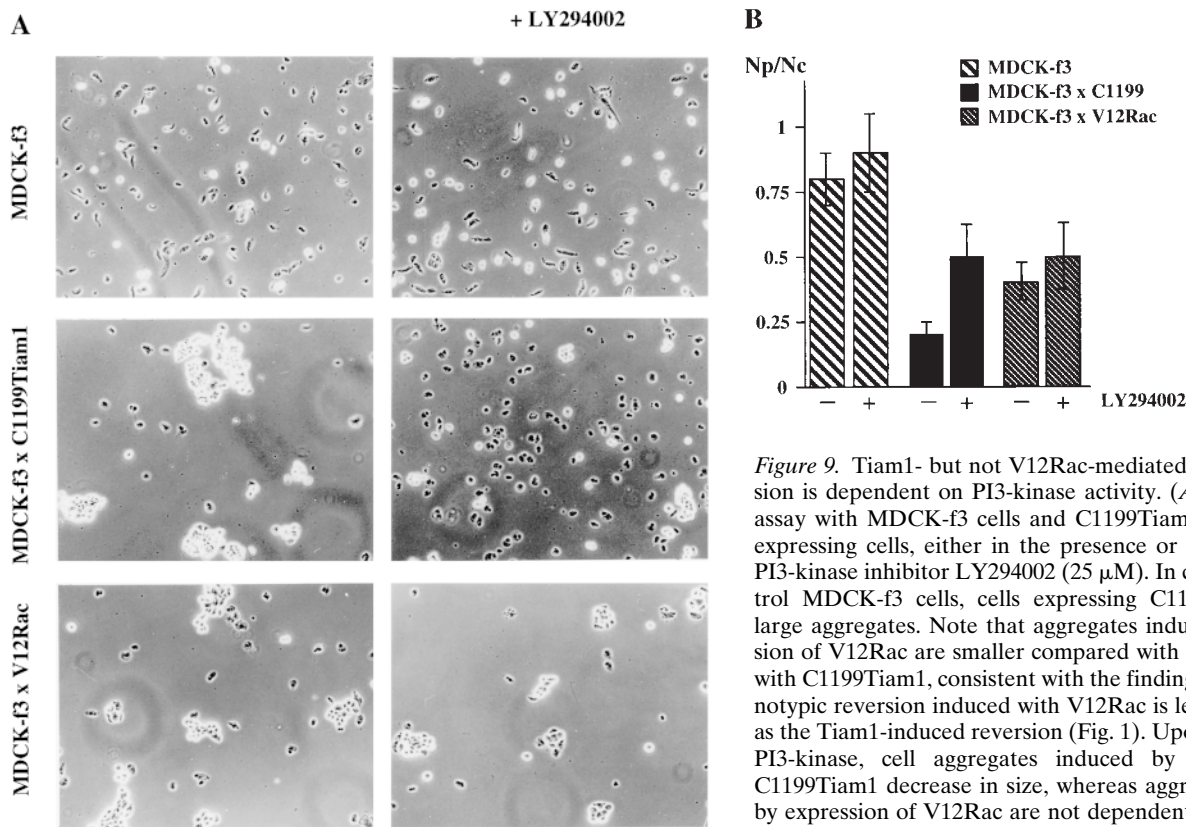 A
+ LY294002
MDCK-f3
MDCK-f3 x C1199Tiam1
MDCK-f3 x V12Rac
B
Np/Nc
MDCK-f3
MDCK-f3 x C1199
MDCK-f3 x V12Rac
1
0.75
0.5
0.25
0
− + − + − + LY294002
Figure 9. Tiam1- but not V12Rac-mediated
sion is dependent on PI3-kinase activity. (A
assay with MDCK-f3 cells and C1199Tiam
expressing cells, either in the presence or
PI3-kinase inhibitor LY294002 (25 μM). In c
trol MDCK-f3 cells, cells expressing C11
large aggregates. Note that aggregates indu
sion of V12Rac are smaller compared with
with C1199Tiam1, consistent with the finding
notypic reversion induced with V12Rac is le
as the Tiam1-induced reversion (Fig. 1). Upo
PI3-kinase, cell aggregates induced by
C1199Tiam1 decrease in size, whereas aggr
by expression of V12Rac are not dependent